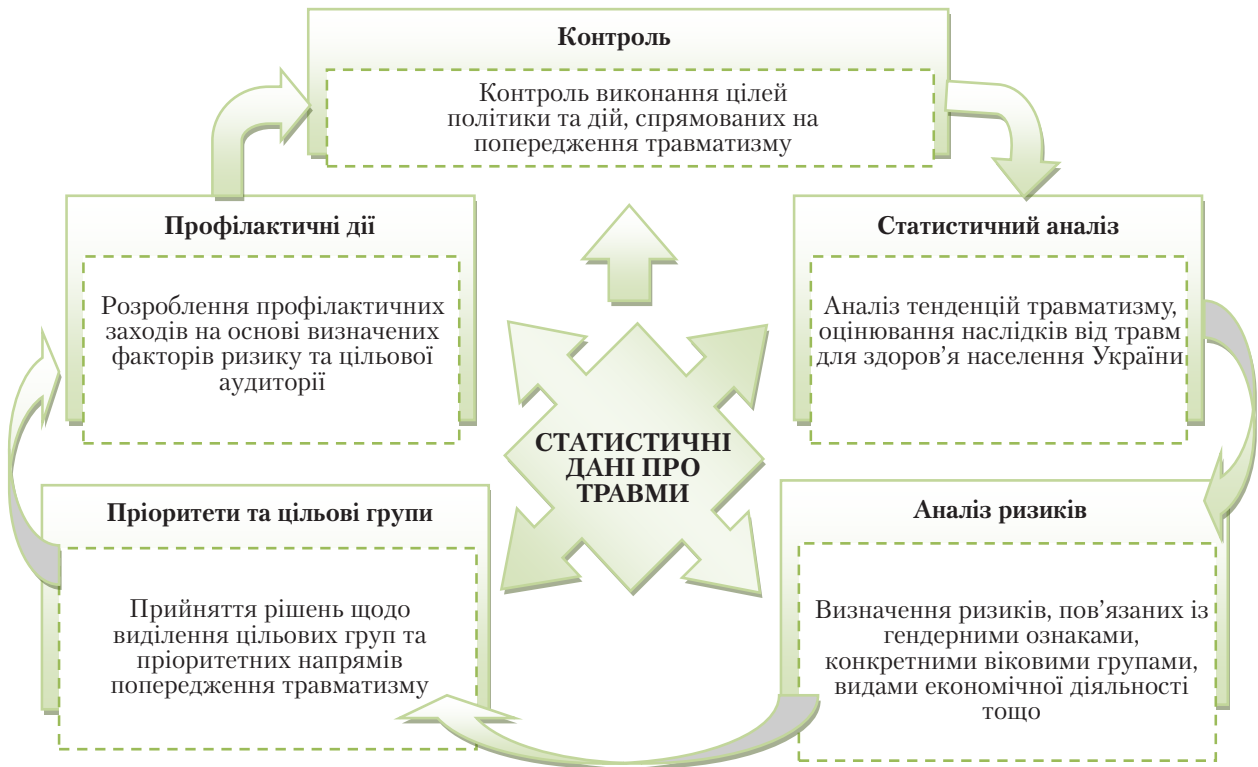 Контроль
Контроль виконання цілей
політики та дій, спрямованих на
попередження травматизму
Профілактичні дії
Розроблення профілактичних
заходів на основі визначених
факторів ризику та цільової
аудиторії
Статистичний аналіз
Аналіз тенденцій травматизму,
оцінювання наслідків від травм
для здоров’я населення України
СТАТИСТИЧНІ
ДАНІ ПРО
ТРАВМИ
Пріоритети та цільові групи
Прийняття рішень щодо
виділення цільових груп та
пріоритетних напрямів
попередження травматизму
Аналіз ризиків
Визначення ризиків, пов’язаних із
гендерними ознаками,
конкретними віковими групами,
видами економічної діяльності
тощо